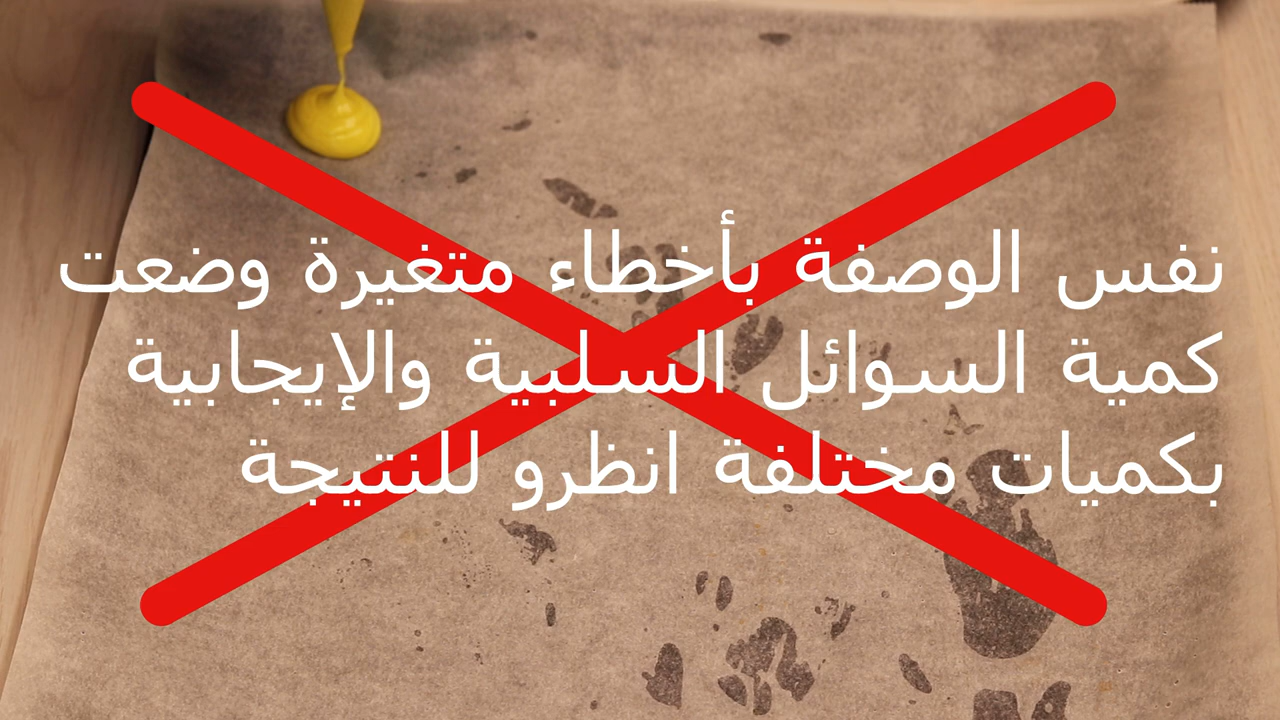 نفس الوصفة بأخطاء متغيرة وضعت
كمية السوائل السلبية والإيجابية
بكميات مختلفة انظرو للنتيجة